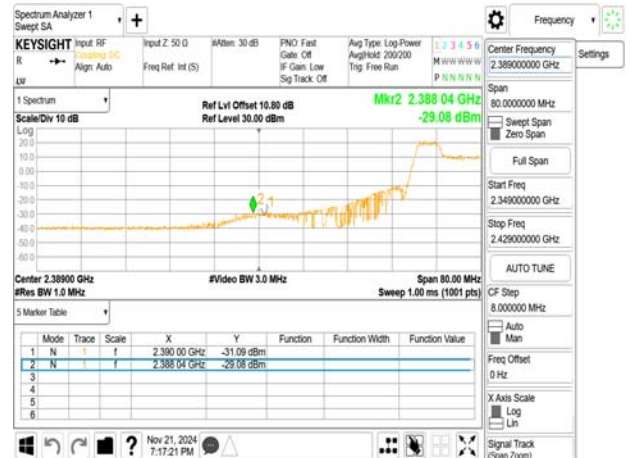 Spectrum Analyzer 1
Swept SA
+
Frequency
KEYSIGHT Input: RF Input Z: 50 Ω #Atten: 30 dB PNO: Fast Avg Type: Log-Power 1 2 3 4 5 6
R Coupling: DC Gate: Off Avg|Hold: 200/200 M W W W W W
Align: Auto Freq Ref: Int (S) IF Gain: Low Trig: Free Run
Sig Track: Off P N N N N N
Center Frequency
2.389000000 GHz
Settings
Span
80.0000000 MHz
Swept Span
Zero Span
Full Span
Start Freq
2.349000000 GHz
Stop Freq
2.429000000 GHz
AUTO TUNE
CF Step
8.000000 MHz
Auto
Man
Freq Offset
0 Hz
X Axis Scale
Log
Lin
Signal Track
(Span Zoom)
1 Spectrum
Scale/Div 10 dB
Ref Lvl Offset 10.80 dB
Ref Level 30.00 dBm
Mkr2 2.388 04 GHz
-29.08 dBm
Log
20.0
10.0
0.00
-10.0
-20.0
-30.0
-40.0
-50.0
-60.0
2
1
Center 2.38900 GHz #Video BW 3.0 MHz Span 80.00 MHz
#Res BW 1.0 MHz Sweep 1.00 ms (1001 pts)
5 Marker Table
Mode Trace Scale X Y Function Function Width Function Value
1 N 1 f 2.390 00 GHz -31.09 dBm
2 N 1 f 2.388 04 GHz -29.08 dBm
3
4
5
6
?
Nov 21, 2024
7:17:21 PM